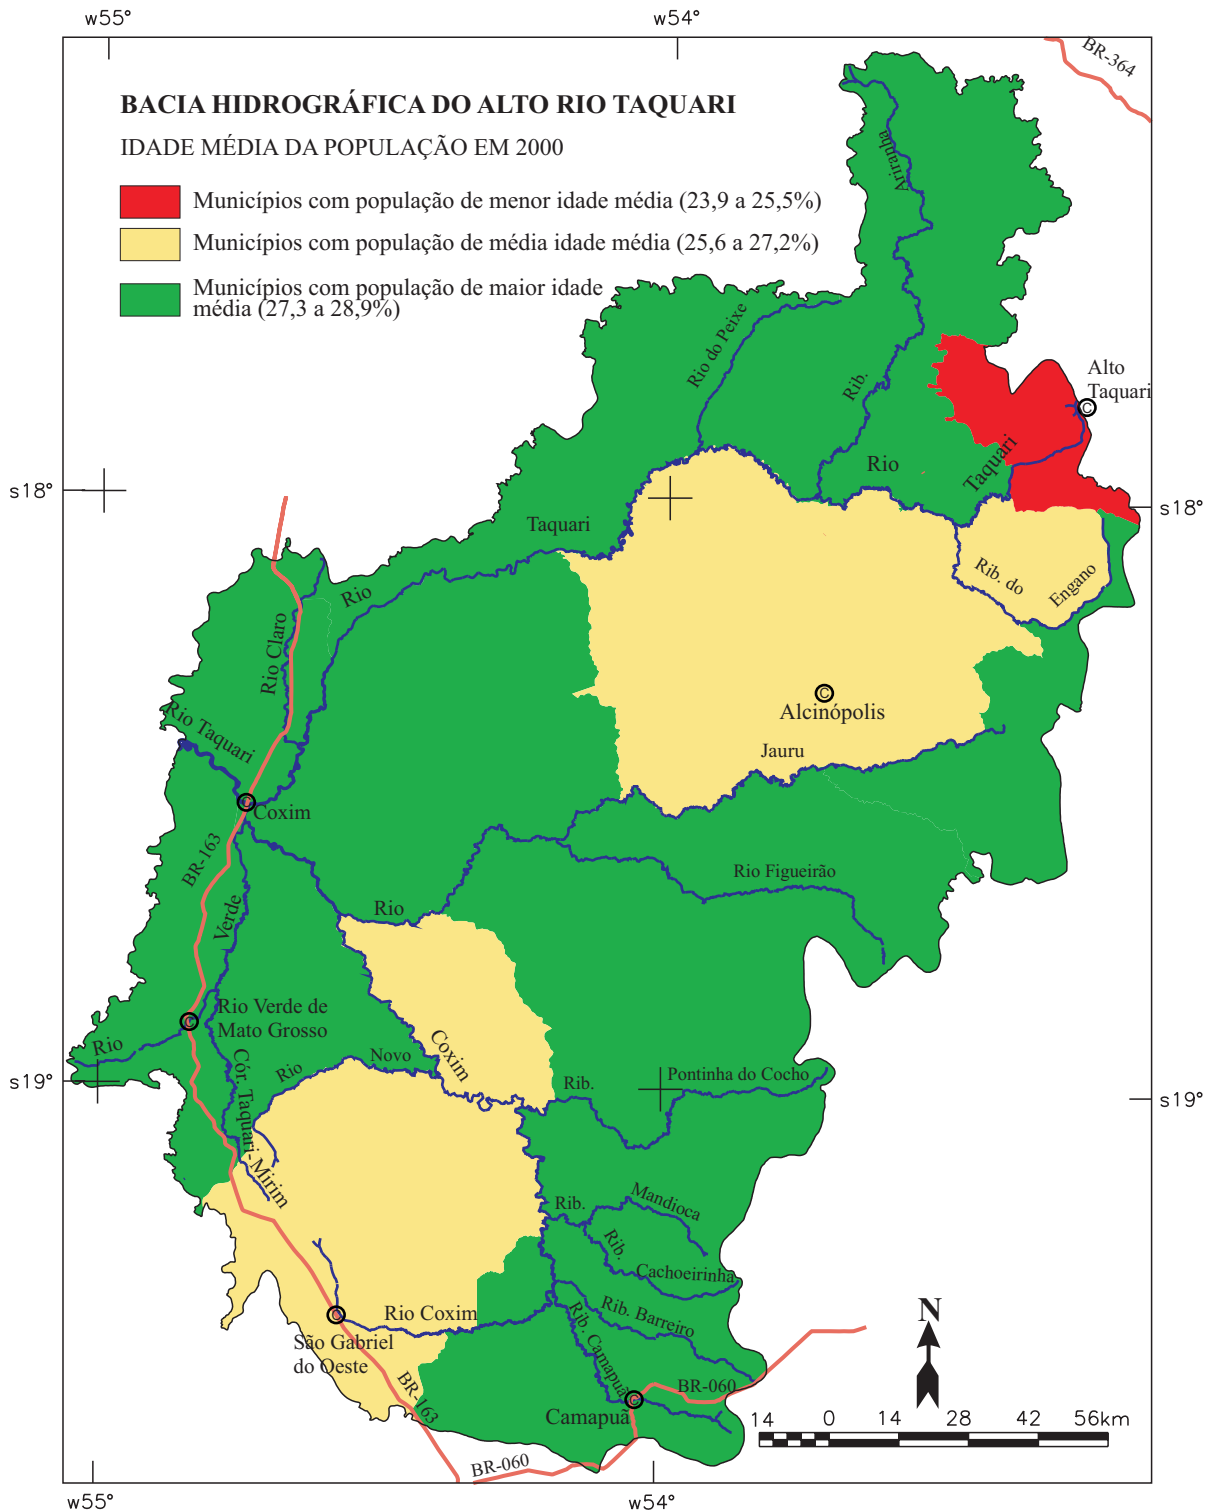 w55°
w54°
BR-364
BACIA HIDROGRÁFICA DO ALTO RIO TAQUARI
IDADE MÉDIA DA POPULAÇÃO EM 2000
Municípios com população de menor idade média (23,9 a 25,5%)
Municípios com população de média idade média (25,6 a 27,2%)
Municípios com população de maior idade
média (27,3 a 28,9%)
Ariranha
Rio do Peixe
Rib.
Alto
Taquari
Rio
Taquari
s18°
s18°
Taquari
Rio
Rib. do
Engano
Rio Claro
Rio Taquari
Alcinópolis
Jauru
Coxim
BR-163
Rio Figueirão
Verde
Rio
Rio Verde de
Mato Grosso
Rio
Coxim
Novo
Rio
Cór. Taquari-Mirim
s19°
Rib.
Pontinha do Cocho
s19°
Rib.
Mandioca
Rib.
Cachoeirinha
Rio Coxim
Rib. Barreiro
Rib. Camapuã
São Gabriel
do Oeste
BR-163
BR-060
Camapuã
BR-060
N
14 0 14 28 42 56km
w55°
w54°